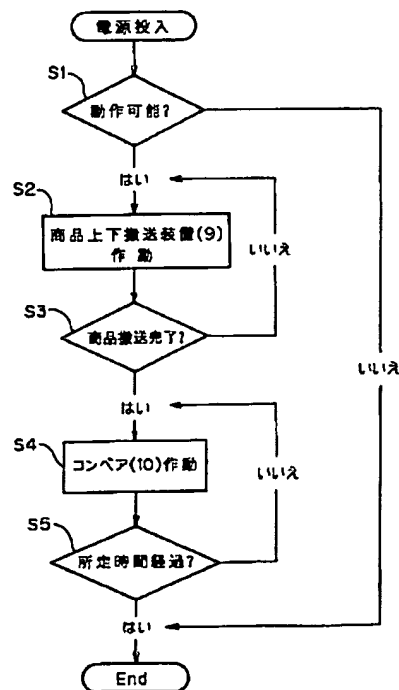 電源投入
S1
動作可能?
はい
S2
商品上下搬送装置(9)
作動
いいえ
S3
商品搬送完了?
いいえ
はい
S4
コンベア(10)作動
いいえ
S5
所定時間経過?
はい
End